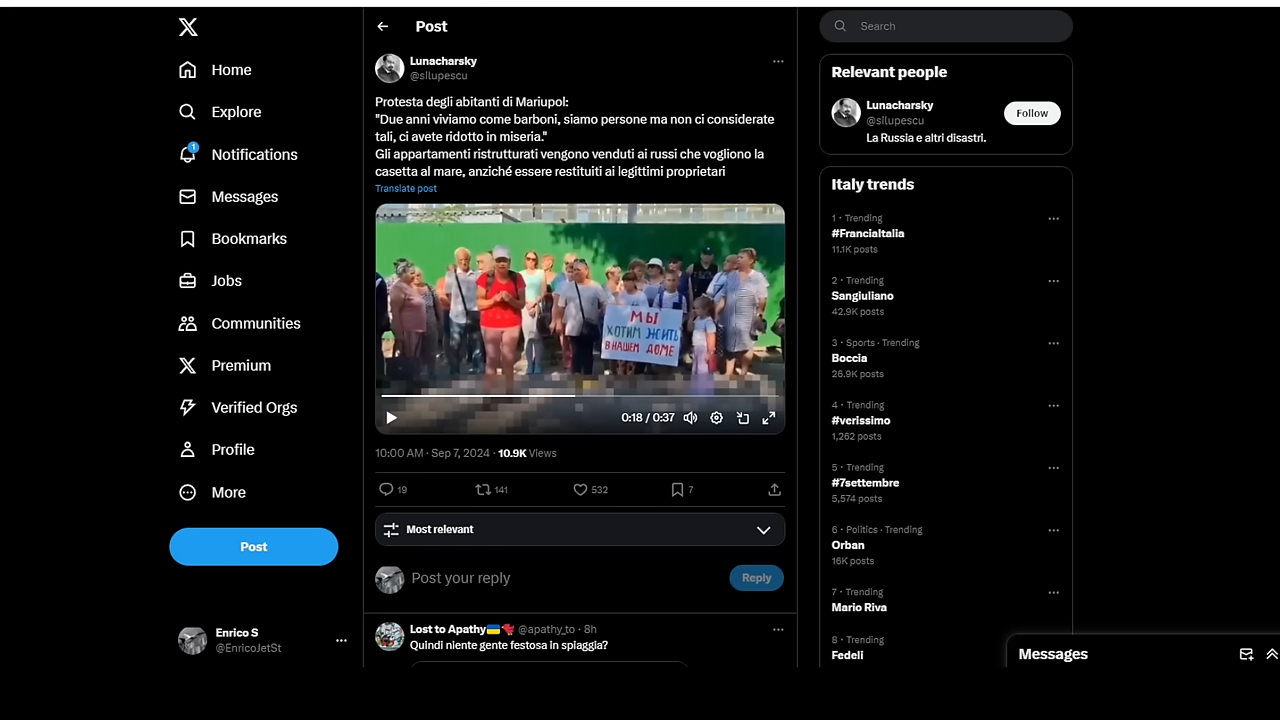 Home
Explore
1
Notifications
Messages
Bookmarks
Jobs
Communities
Premium
Verified Orgs
Profile
More
Post
Enrico S
@EnricoJetSt
Post
Lunacharsky
@sllupescu
Protesta degli abitanti di Mariupol:
"Due anni viviamo come barboni, siamo persone ma non ci considerate
tali, ci avete ridotto in miseria."
Gli appartamenti ristrutturati vengono venduti ai russi che vogliono la
casetta al mare, anziché essere restituiti ai legittimi proprietari
Translate post
МЫ
ХОТИМ ЖИТЬ
В НАШЕМ ДОМЕ
0:18 / 0:37
10:00 AM · Sep 7, 2024 · 10.9K Views
19
141
532
7
Most relevant
Post your reply
Reply
Lost to Apathy @apathy_to · 8h
Quindi niente gente festosa in spiaggia?
Search
Relevant people
Lunacharsky
@sllupescu
Follow
La Russia e altri disastri.
Italy trends
1 · Trending
#FranciaItalia
11.1K posts
2 · Trending
Sangiuliano
42.9K posts
3 · Sports · Trending
Boccia
26.9K posts
4 · Trending
#verissimo
1,262 posts
5 · Trending
#7settembre
5,574 posts
6 · Politics · Trending
Orban
16K posts
7 · Trending
Mario Riva
8 · Trending
Fedeli
Messages